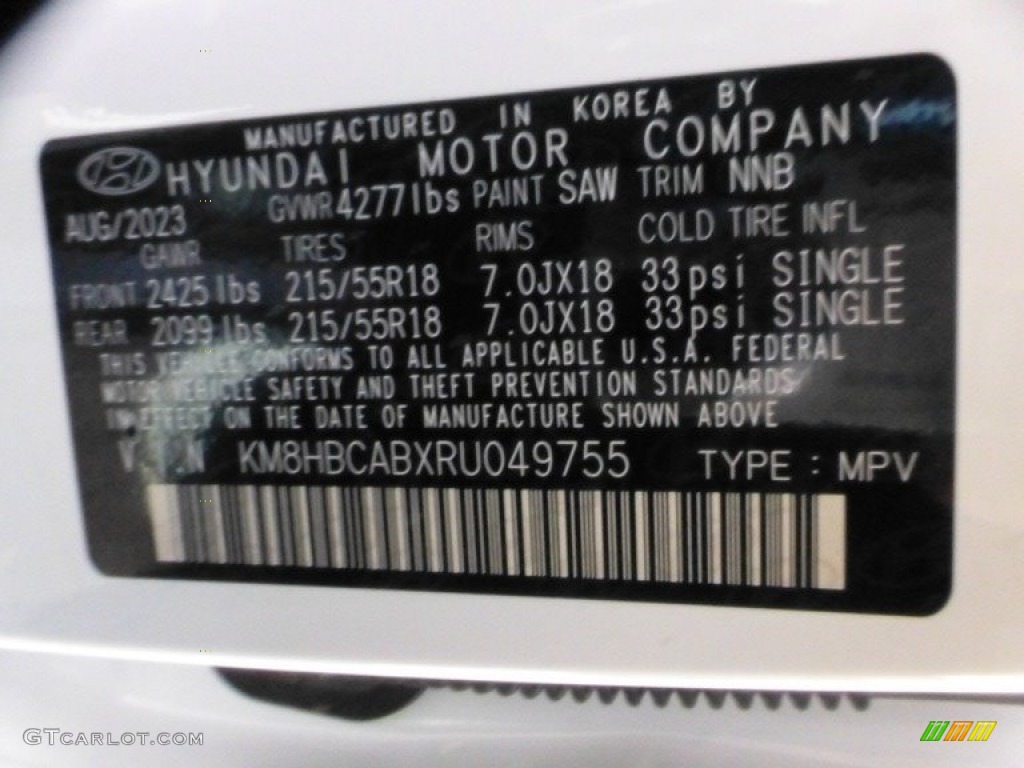 MANUFACTURED IN KOREA BY
HYUNDAI MOTOR COMPANY
AUG/2023 GVWR 4277lbs PAINT SAW TRIM NNB
GAWR TIRES RIMS COLD TIRE INFL
FRONT 2425 lbs 215/55R18 7.0JX18 33psi SINGLE
REAR 2099 lbs 215/55R18 7.0JX18 33psi SINGLE
THIS VEHICLE CONFORMS TO ALL APPLICABLE U.S.A. FEDERAL
MOTOR VEHICLE SAFETY AND THEFT PREVENTION STANDARDS
IN EFFECT ON THE DATE OF MANUFACTURE SHOWN ABOVE
V I N KM8HBCABXRU049755 TYPE : MPV
GTCARLOT.COM